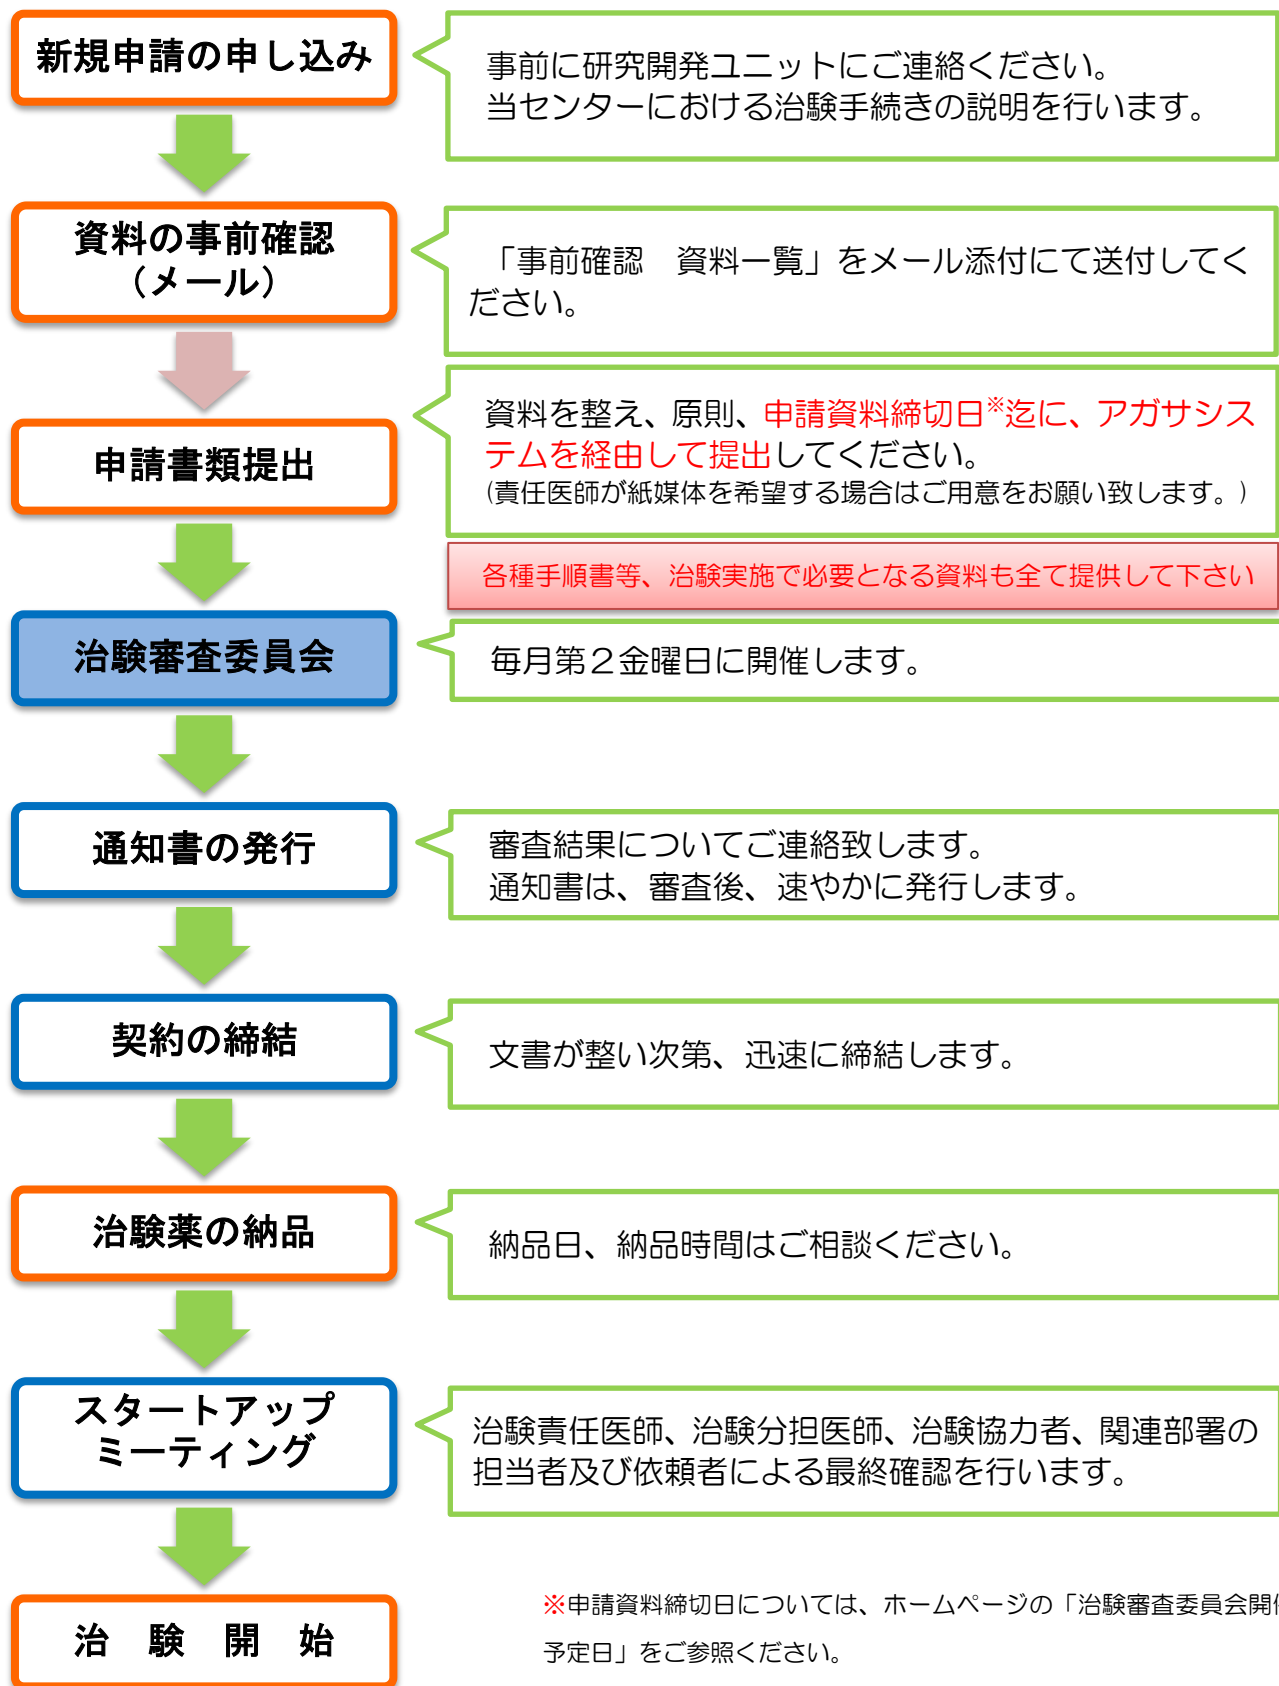 新規申請の申し込み
事前に研究開発ユニットにご連絡ください。
当センターにおける治験手続きの説明を行います。
資料の事前確認
（メール）
「事前確認　資料一覧」をメール添付にて送付してく
ださい。
申請書類提出
資料を整え、原則、申請資料締切日※迄に、アガサシス
テムを経由して提出してください。
(責任医師が紙媒体を希望する場合はご用意をお願い致します。)
各種手順書等、治験実施で必要となる資料も全て提供して下さい
治験審査委員会
毎月第２金曜日に開催します。
通知書の発行
審査結果についてご連絡致します。
通知書は、審査後、速やかに発行します。
契約の締結
文書が整い次第、迅速に締結します。
治験薬の納品
納品日、納品時間はご相談ください。
スタートアップ
ミーティング
治験責任医師、治験分担医師、治験協力者、関連部署の
担当者及び依頼者による最終確認を行います。
治　験　開　始
※申請資料締切日については、ホームページの「治験審査委員会開
予定日」をご参照ください。